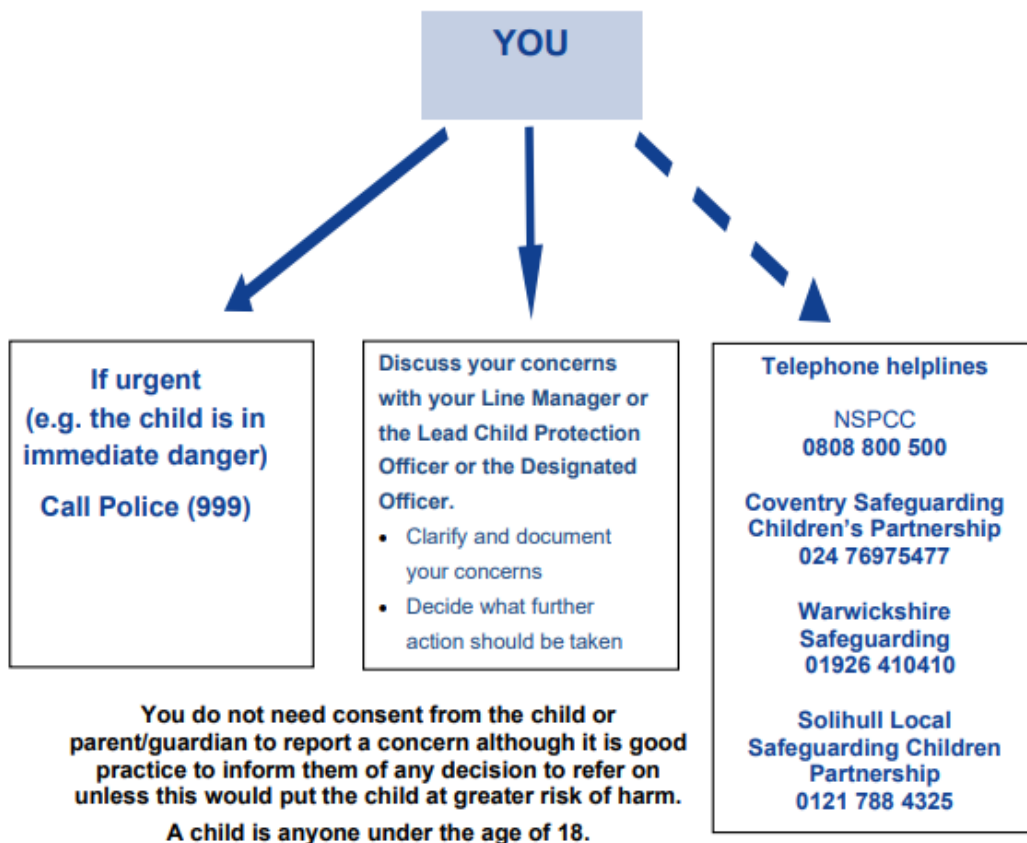 YOU
If urgent
(e.g. the child is in
immediate danger)
Call Police (999)
Discuss your concerns
with your Line Manager or
the Lead Child Protection
Officer or the Designated
Officer.
• Clarify and document
your concerns
• Decide what further
action should be taken
Telephone helplines
NSPCC
0808 800 500
Coventry Safeguarding
Children’s Partnership
024 76975477
Warwickshire
Safeguarding
01926 410410
Solihull Local
Safeguarding Children
Partnership
0121 788 4325
You do not need consent from the child or
parent/guardian to report a concern although it is good
practice to inform them of any decision to refer on
unless this would put the child at greater risk of harm.
A child is anyone under the age of 18.